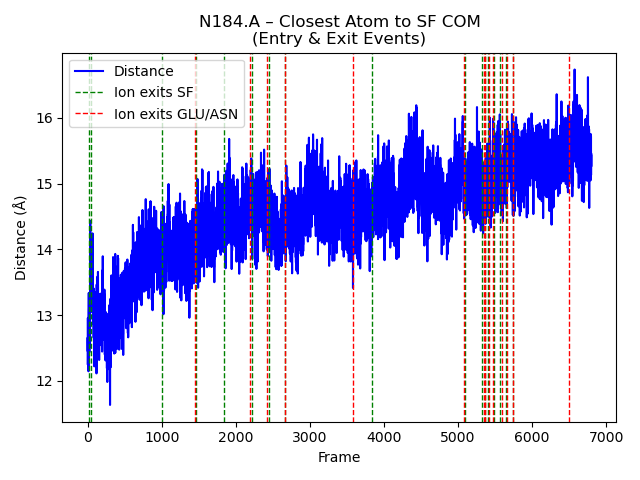 N184.A – Closest Atom to SF COM
(Entry & Exit Events)
Distance
Ion exits SF
Ion exits GLU/ASN
Distance (Å)
16
15
14
13
12
0 1000 2000 3000 4000 5000 6000 7000
Frame